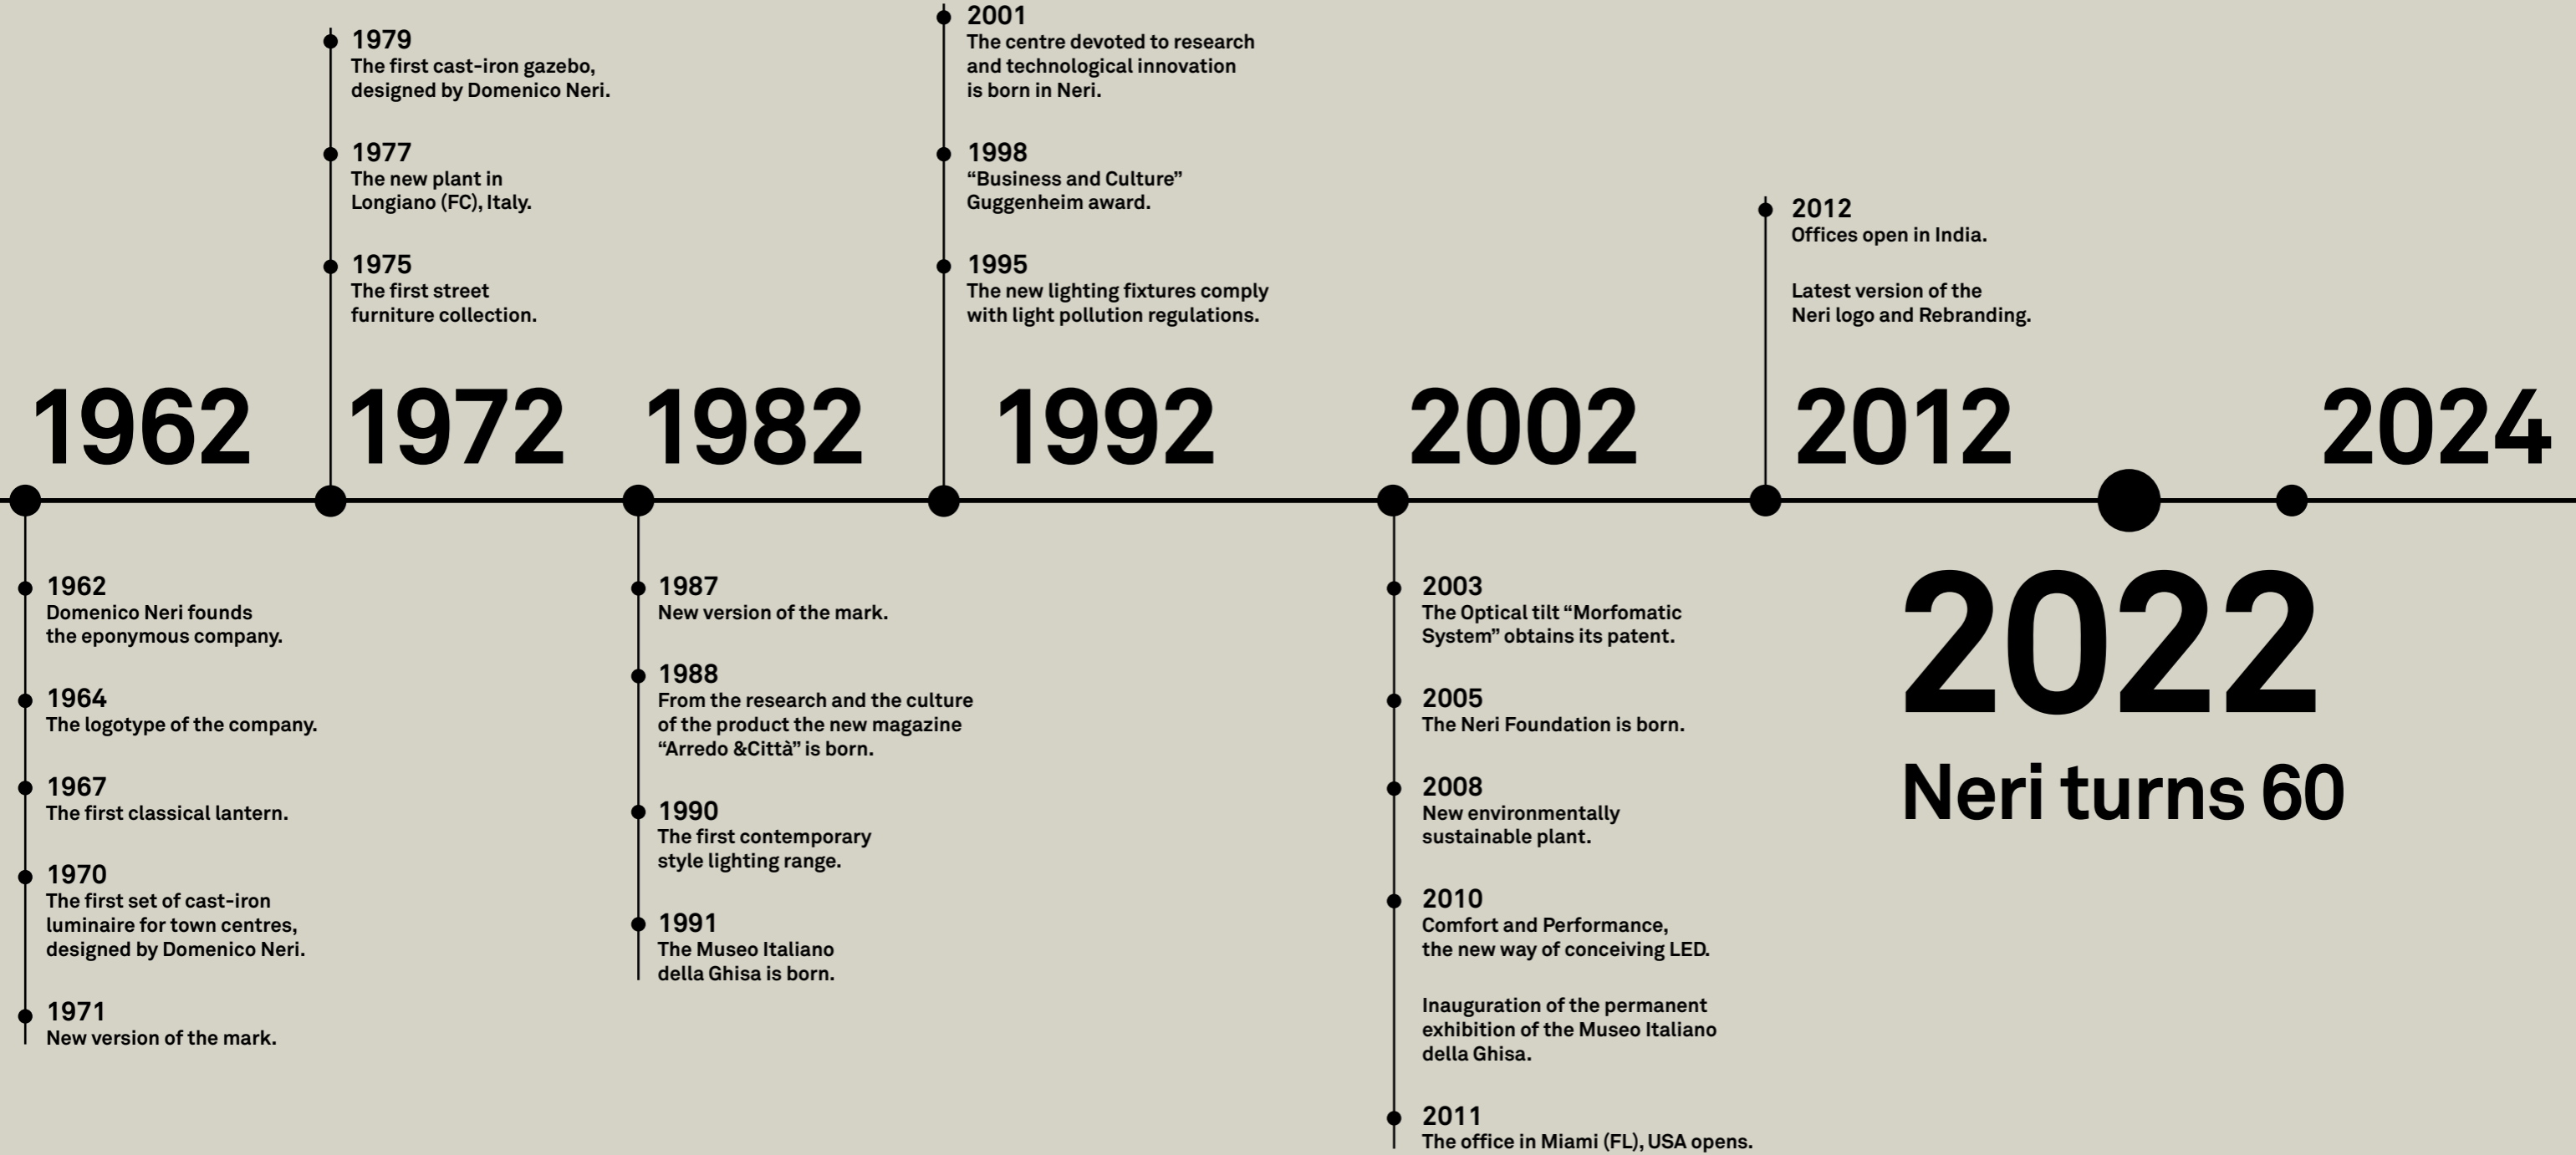 1979
The first cast-iron gazebo,
designed by Domenico Neri.
1977
The new plant in
Longiano (FC), Italy.
1975
The first street
furniture collection.
2001
The centre devoted to research
and technological innovation
is born in Neri.
1998
“Business and Culture”
Guggenheim award.
1995
The new lighting fixtures comply
with light pollution regulations.
2012
Offices open in India.
Latest version of the
Neri logo and Rebranding.
1962
1972
1982
1992
2002
2012
2024
1962
Domenico Neri founds
the eponymous company.
1964
The logotype of the company.
1967
The first classical lantern.
1970
The first set of cast-iron
luminaire for town centres,
designed by Domenico Neri.
1971
New version of the mark.
1987
New version of the mark.
1988
From the research and the culture
of the product the new magazine
“Arredo &Città” is born.
1990
The first contemporary
style lighting range.
1991
The Museo Italiano
della Ghisa is born.
2003
The Optical tilt “Morfomatic
System” obtains its patent.
2005
The Neri Foundation is born.
2008
New environmentally
sustainable plant.
2010
Comfort and Performance,
the new way of conceiving LED.
Inauguration of the permanent
exhibition of the Museo Italiano
della Ghisa.
2011
The office in Miami (FL), USA opens.
2022
Neri turns 60